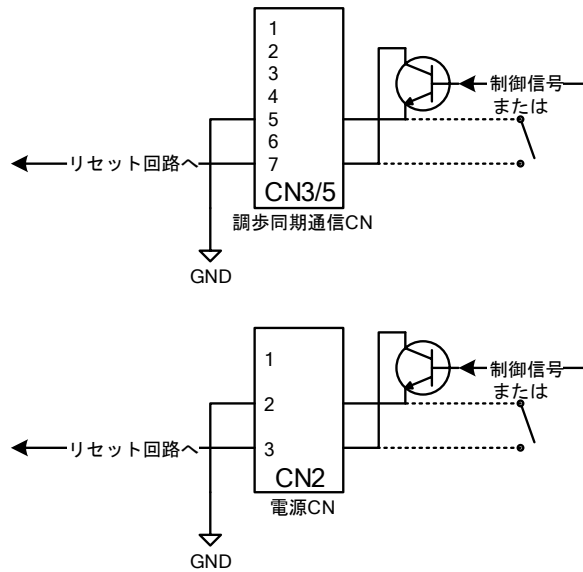 1
2
3
4
5
6
7
CN3/5
調歩同期通信CN
制御信号
または
リセット回路へ
GND
1
2
3
CN2
電源CN
制御信号
または
リセット回路へ
GND